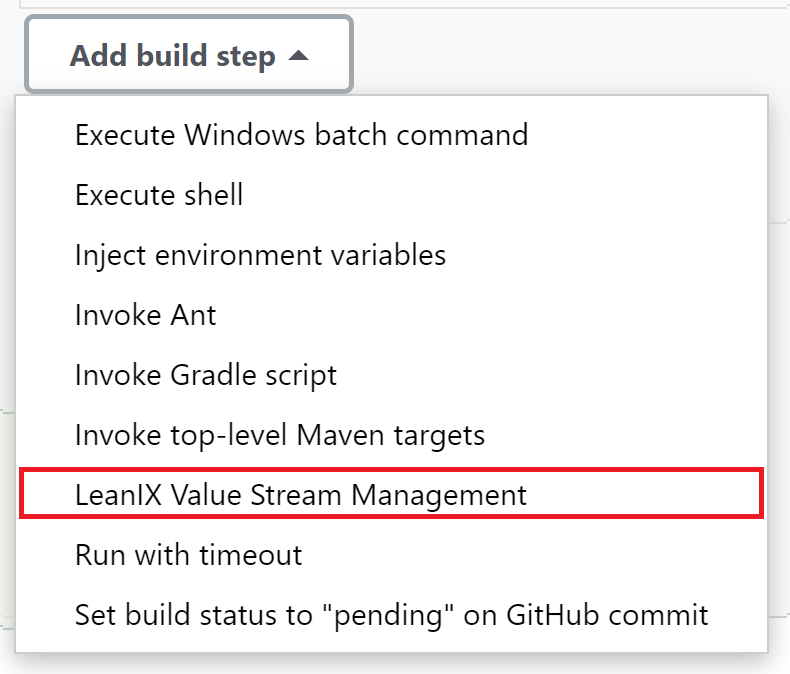 Add build step
Execute Windows batch command
Execute shell
Inject environment variables
Invoke Ant
Invoke Gradle script
Invoke top-level Maven targets
LeanIX Value Stream Management
Run with timeout
Set build status to "pending" on GitHub commit